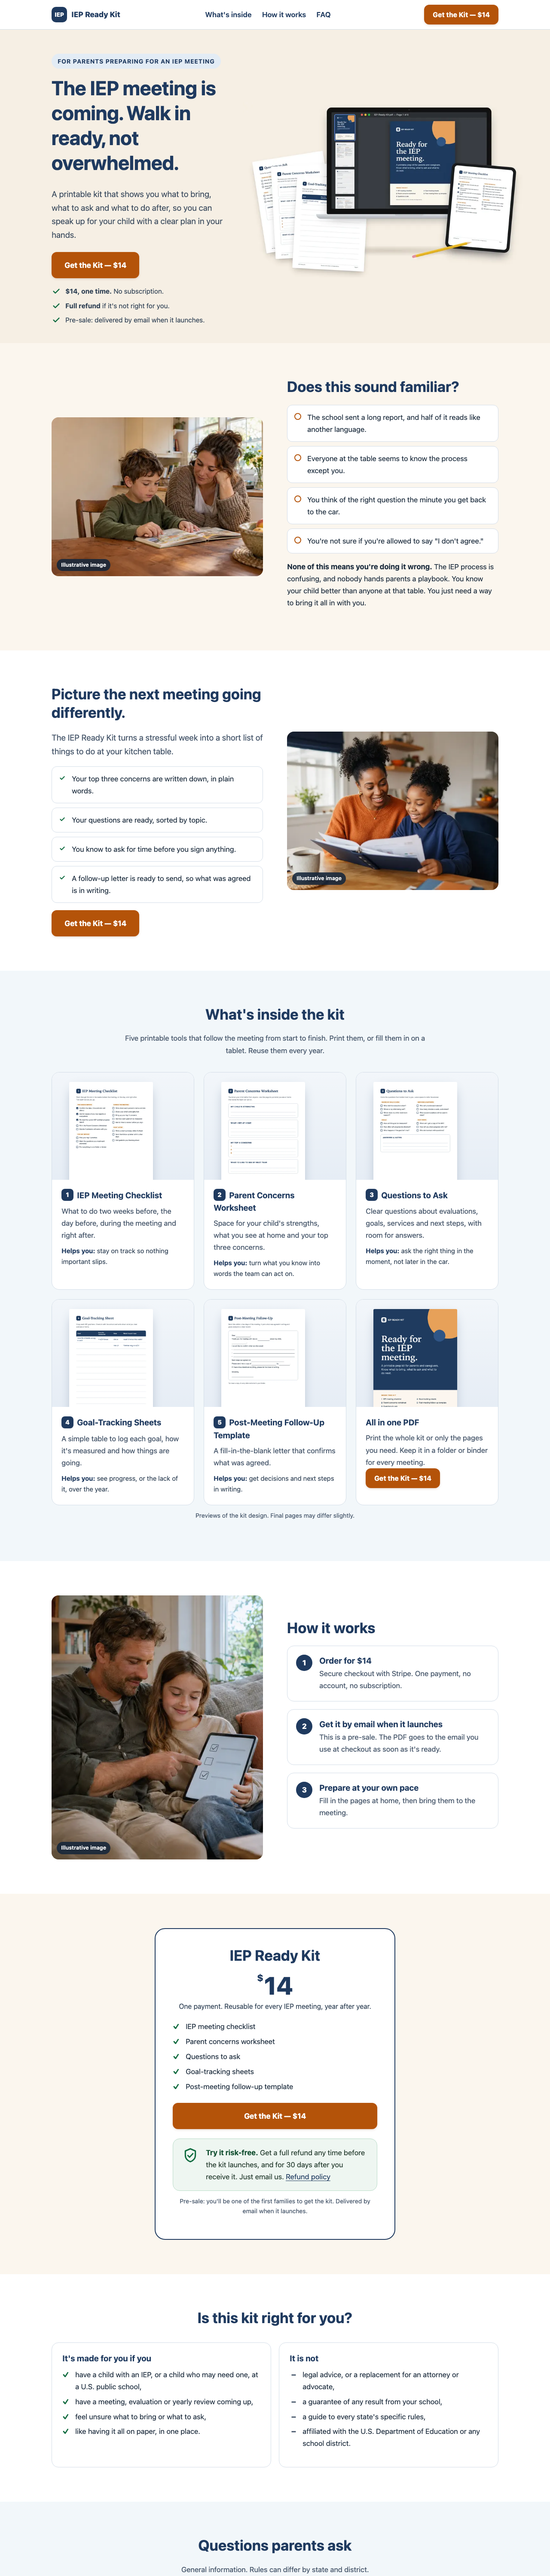 IEP IEP Ready Kit
What's inside
How it works
FAQ
Get the Kit — $14
FOR PARENTS PREPARING FOR AN IEP MEETING
The IEP meeting is
coming. Walk in
ready, not
overwhelmed.
A printable kit that shows you what to bring,
what to ask and what to do after, so you can
speak up for your child with a clear plan in your
hands.
Get the Kit — $14
$14, one time. No subscription.
Full refund if it's not right for you.
Pre-sale: delivered by email when it launches.
Ready for
the IEP
meeting.
Does this sound familiar?
The school sent a long report, and half of it reads like
another language.
Everyone at the table seems to know the process
except you.
You think of the right question the minute you get back
to the car.
You're not sure if you're allowed to say "I don't agree."
None of this means you're doing it wrong. The IEP process is
confusing, and nobody hands parents a playbook. You know
your child better than anyone at that table. You just need a way
to bring it all in with you.
Illustrative image
Picture the next meeting going
differently.
The IEP Ready Kit turns a stressful week into a short list of
things to do at your kitchen table.
Your top three concerns are written down, in plain
words.
Your questions are ready, sorted by topic.
You know to ask for time before you sign anything.
A follow-up letter is ready to send, so what was agreed
is in writing.
Get the Kit — $14
Illustrative image
What's inside the kit
Five printable tools that follow the meeting from start to finish. Print them, or fill them in on a
tablet. Reuse them every year.
IEP Meeting Checklist
1 IEP Meeting Checklist
What to do two weeks before, the
day before, during the meeting and
right after.
Helps you: stay on track so nothing
important slips.
Parent Concerns Worksheet
2 Parent Concerns
Worksheet
Space for your child's strengths,
what you see at home and your top
three concerns.
Helps you: turn what you know into
words the team can act on.
Questions to Ask
3 Questions to Ask
Clear questions about evaluations,
goals, services and next steps, with
room for answers.
Helps you: ask the right thing in the
moment, not later in the car.
Goal-Tracking Sheet
4 Goal-Tracking Sheets
A simple table to log each goal, how
it's measured and how things are
going.
Helps you: see progress, or the lack of
it, over the year.
Post-Meeting Follow-Up
5 Post-Meeting Follow-Up
Template
A fill-in-the-blank letter that confirms
what was agreed.
Helps you: get decisions and next steps
in writing.
Ready for
the IEP
meeting.
All in one PDF
Print the whole kit or only the pages
you need. Keep it in a folder or binder
for every meeting.
Get the Kit — $14
Previews of the kit design. Final pages may differ slightly.
Illustrative image
How it works
1 Order for $14
Secure checkout with Stripe. One payment, no
account, no subscription.
2 Get it by email when it launches
This is a pre-sale. The PDF goes to the email you
use at checkout as soon as it's ready.
3 Prepare at your own pace
Fill in the pages at home, then bring them to the
meeting.
IEP Ready Kit
$14
One payment. Reusable for every IEP meeting, year after year.
IEP meeting checklist
Parent concerns worksheet
Questions to ask
Goal-tracking sheets
Post-meeting follow-up template
Get the Kit — $14
Try it risk-free. Get a full refund any time before
the kit launches, and for 30 days after you
receive it. Just email us. Refund policy
Pre-sale: you'll be one of the first families to get the kit. Delivered by
email when it launches.
Is this kit right for you?
It's made for you if you
have a child with an IEP, or a child who may need one, at
a U.S. public school,
have a meeting, evaluation or yearly review coming up,
feel unsure what to bring or what to ask,
like having it all on paper, in one place.
It is not
legal advice, or a replacement for an attorney or
advocate,
a guarantee of any result from your school,
a guide to every state's specific rules,
affiliated with the U.S. Department of Education or any
school district.
Questions parents ask
General information. Rules can differ by state and district.